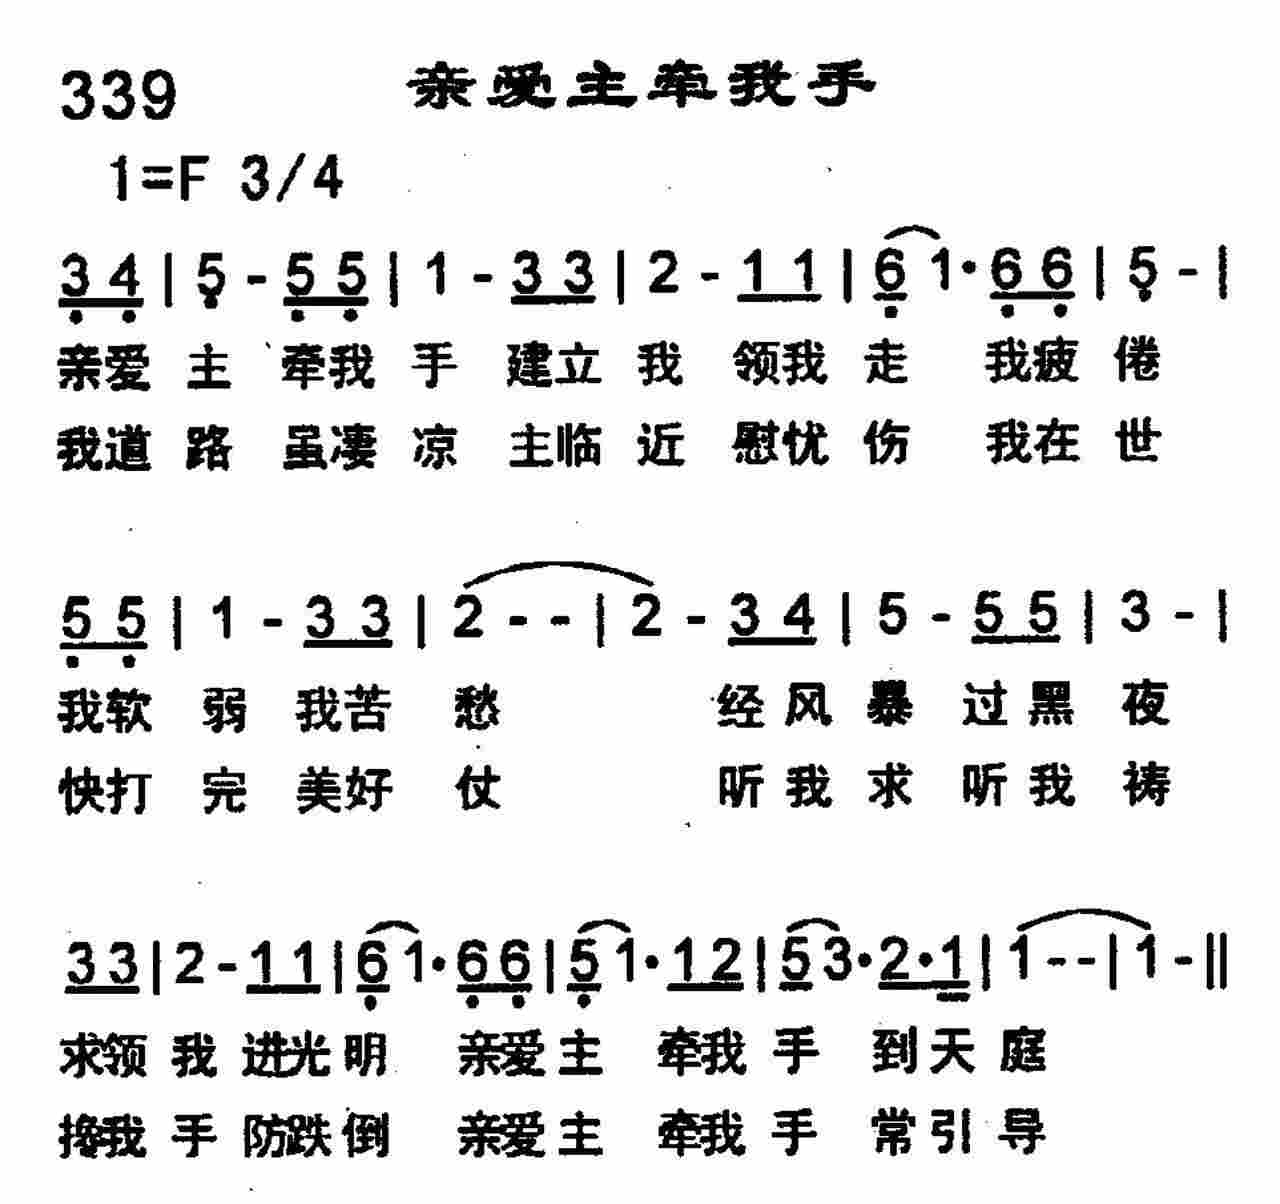 339 亲爱主牵我手
1=F 3/4
3 4 | 5 - 5 5 | 1 - 3 3 | 2 - 1 1 | 6 1· 6 6 | 5 - |
亲爱 主 牵我 手 建立 我 领我 走 我疲 倦
我道 路 虽凄 凉 主临 近 慰忧 伤 我在 世
5 5 | 1 - 3 3 | 2 - - | 2 - 3 4 | 5 - 5 5 | 3 - |
我软 弱 我苦 愁 经风 暴 过黑 夜
快打 完 美好 仗 听我 求 听我 祷
3 3 | 2 - 1 1 | 6 1· 6 6 | 5 1· 1 2 | 5 3· 2· 1 | 1 - - | 1 - ||
求领 我 进光 明 亲爱 主 牵我 手 到天 庭
搀我 手 防跌 倒 亲爱 主 牵我 手 常引 导